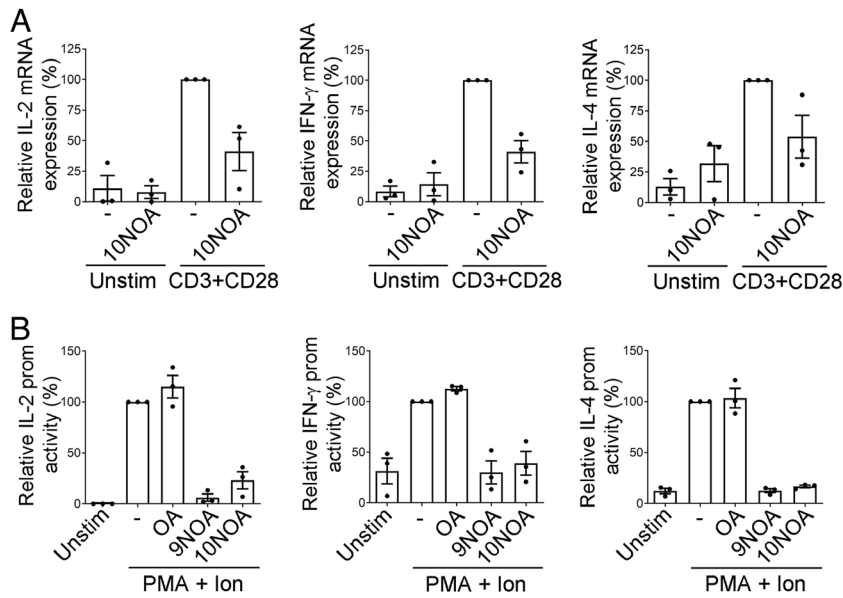 A
Relative IL-2 mRNA
expression (%)
125
100
75
50
25
0
-
10NOA
-
10NOA
Unstim
CD3+CD28
Relative IFN-γ mRNA
expression (%)
125
100
75
50
25
0
-
10NOA
-
10NOA
Unstim
CD3+CD28
Relative IL-4 mRNA
expression (%)
125
100
75
50
25
0
-
10NOA
-
10NOA
Unstim
CD3+CD28
B
Relative IL-2 prom
activity (%)
150
100
50
0
Unstim
-
OA
9NOA
10NOA
PMA + Ion
Relative IFN-γ prom
activity (%)
150
100
50
0
Unstim
-
OA
9NOA
10NOA
PMA + Ion
Relative IL-4 prom
activity (%)
150
100
50
0
Unstim
-
OA
9NOA
10NOA
PMA + Ion